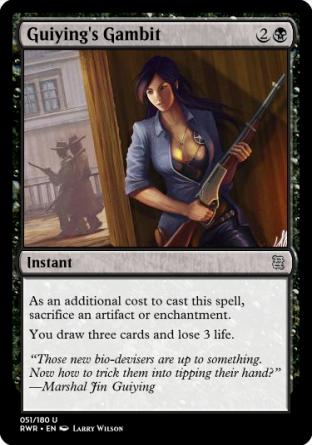 Guiying's Gambit 2
Instant
As an additional cost to cast this spell,
sacrifice an artifact or enchantment.
You draw three cards and lose 3 life.
“Those new bio-devisers are up to something.
Now how to trick them into tipping their hand?”
—Marshal Jin Guiying
051/180 U
RWR • EN Larry Wilson